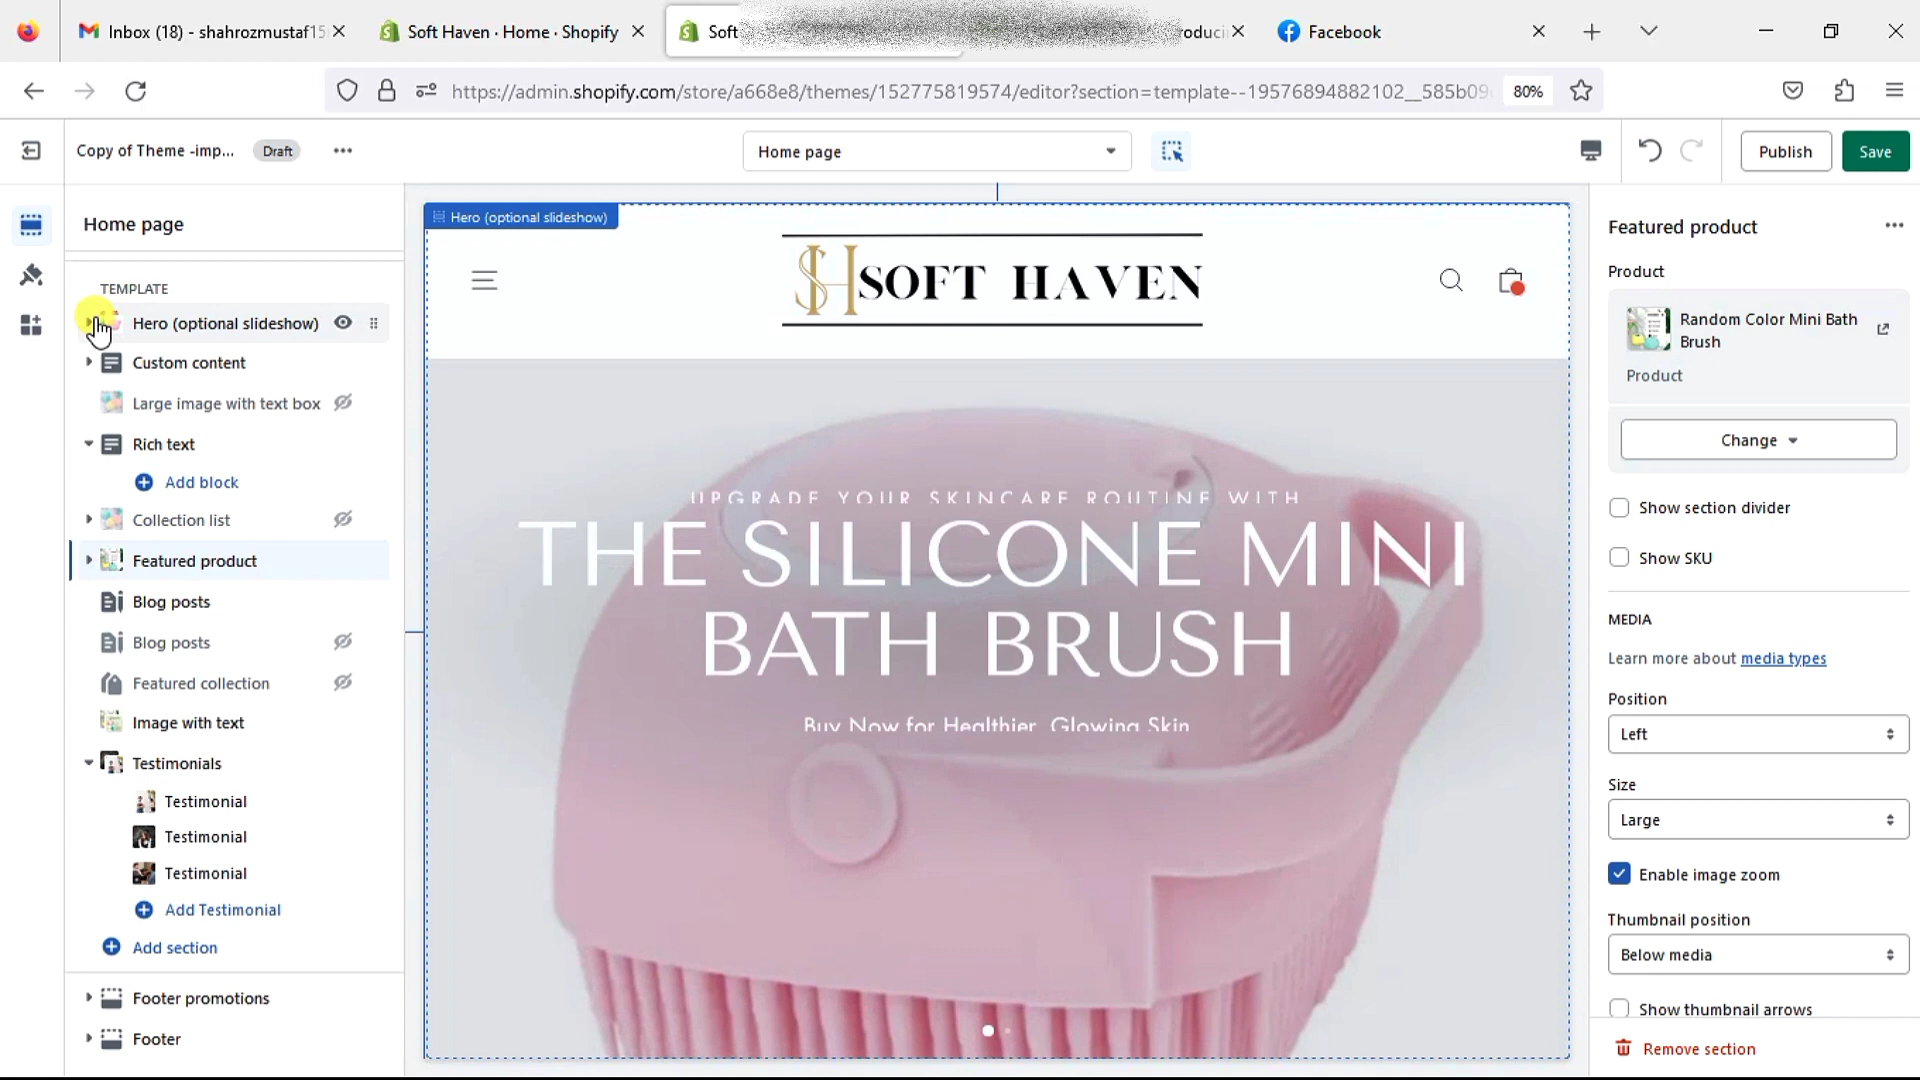 Inbox (18) - shahrozmustaf15
Soft Haven · Home · Shopify
Soft
roduci
Facebook
https://admin.shopify.com/store/a668e8/themes/152775819574/editor?section=template--19576894882102__585b09
80%
Copy of Theme -imp...
Draft
Home page
Publish
Save
Home page
TEMPLATE
Hero (optional slideshow)
Custom content
Large image with text box
Rich text
Add block
Collection list
Featured product
Blog posts
Blog posts
Featured collection
Image with text
Testimonials
Testimonial
Testimonial
Testimonial
Add Testimonial
Add section
Footer promotions
Footer
Hero (optional slideshow)
SH SOFT HAVEN
UPGRADE YOUR SKINCARE ROUTINE WITH
THE SILICONE MINI
BATH BRUSH
Buy Now for Healthier, Glowing Skin
Featured product
Product
Random Color Mini Bath
Brush
Product
Change
Show section divider
Show SKU
MEDIA
Learn more about media types
Position
Left
Size
Large
Enable image zoom
Thumbnail position
Below media
Show thumbnail arrows
Remove section